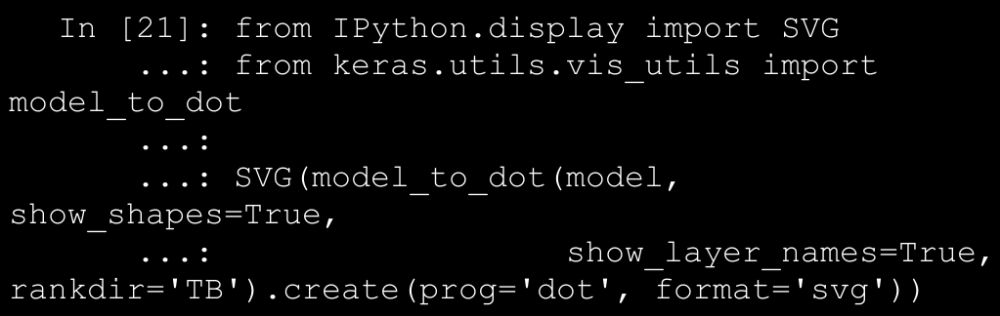 In [21]: from IPython.display import SVG
...: from keras.utils.vis_utils import
model_to_dot
...:
...: SVG(model_to_dot(model,
show_shapes=True,
...: show_layer_names=True,
rankdir='TB').create(prog='dot', format='svg'))